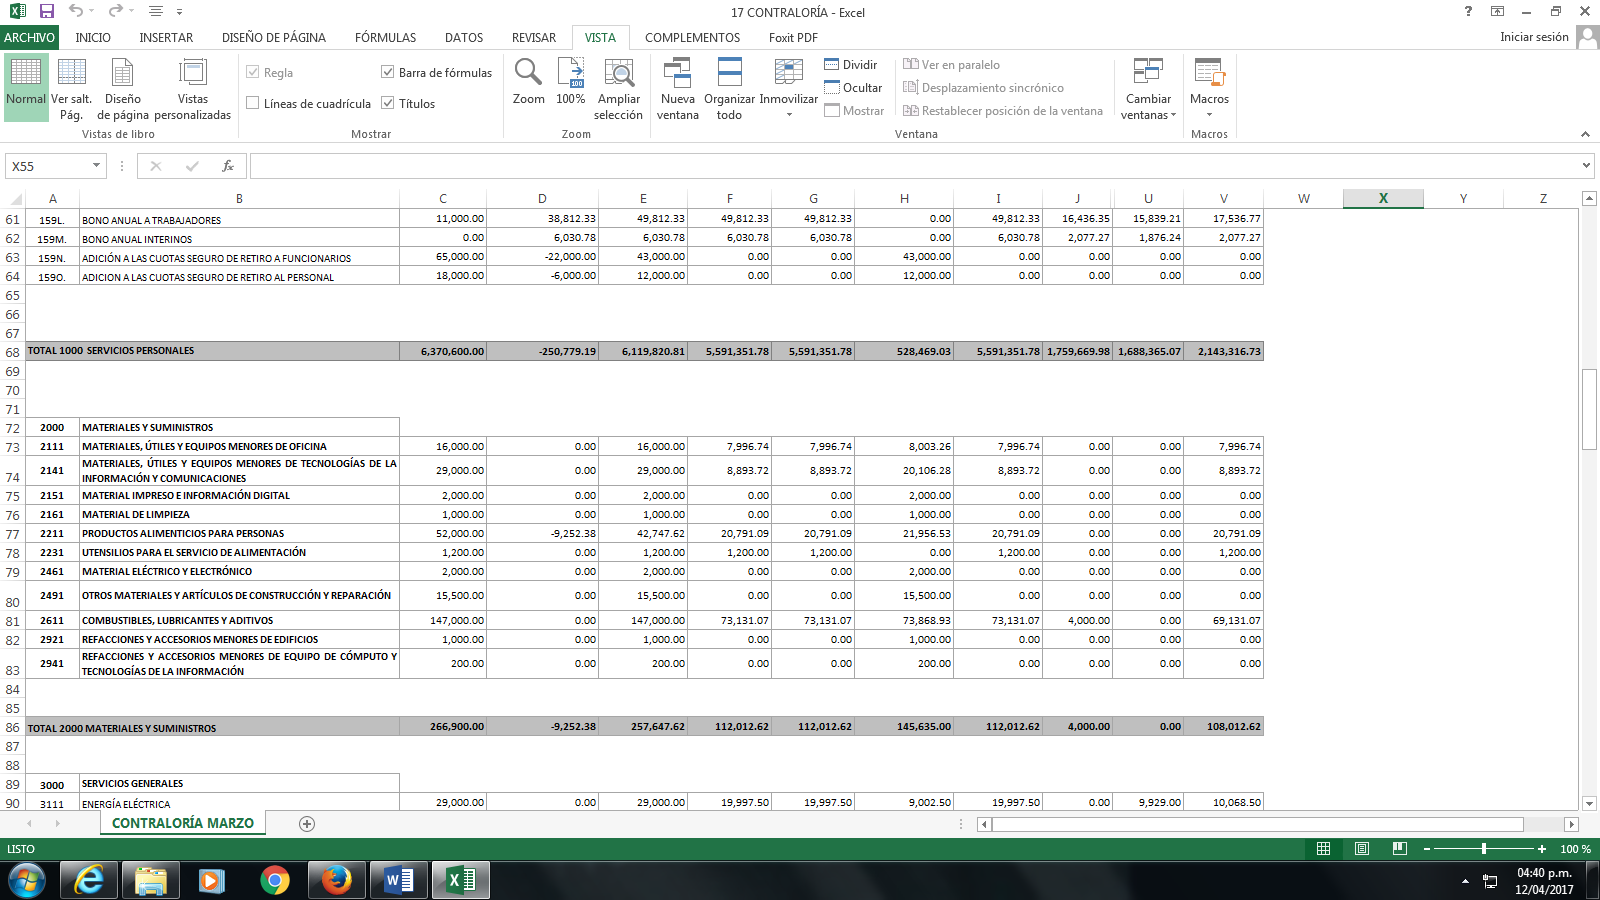 17 CONTRALORÍA - Excel
ARCHIVO INICIO INSERTAR DISEÑO DE PÁGINA FÓRMULAS DATOS REVISAR VISTA COMPLEMENTOS Foxit PDF Iniciar sesión
Normal Ver salt. Pág. Diseño de página Vistas personalizadas
Vistas de libro
Regla Barra de fórmulas
Líneas de cuadrícula Títulos
Mostrar
Zoom 100% Ampliar selección
Zoom
Nueva ventana Organizar todo Inmovilizar
Dividir
Ocultar
Mostrar
Ver en paralelo
Desplazamiento sincrónico
Restablecer posición de la ventana
Cambiar ventanas
Ventana
Macros
Macros
X55 fx
A B C D E F G H I J U V W X Y Z
61 159L. BONO ANUAL A TRABAJADORES 11,000.00 38,812.33 49,812.33 49,812.33 49,812.33 0.00 49,812.33 16,436.35 15,839.21 17,536.77
62 159M. BONO ANUAL INTERINOS 0.00 6,030.78 6,030.78 6,030.78 6,030.78 0.00 6,030.78 2,077.27 1,876.24 2,077.27
63 159N. ADICIÓN A LAS CUOTAS SEGURO DE RETIRO A FUNCIONARIOS 65,000.00 -22,000.00 43,000.00 0.00 0.00 43,000.00 0.00 0.00 0.00 0.00
64 159O. ADICION A LAS CUOTAS SEGURO DE RETIRO AL PERSONAL 18,000.00 -6,000.00 12,000.00 0.00 0.00 12,000.00 0.00 0.00 0.00 0.00
65
66
67
68 TOTAL 1000 SERVICIOS PERSONALES 6,370,600.00 -250,779.19 6,119,820.81 5,591,351.78 5,591,351.78 528,469.03 5,591,351.78 1,759,669.98 1,688,365.07 2,143,316.73
69
70
71
72 2000 MATERIALES Y SUMINISTROS
73 2111 MATERIALES, ÚTILES Y EQUIPOS MENORES DE OFICINA 16,000.00 0.00 16,000.00 7,996.74 7,996.74 8,003.26 7,996.74 0.00 0.00 7,996.74
74 2141 MATERIALES, ÚTILES Y EQUIPOS MENORES DE TECNOLOGÍAS DE LA INFORMACIÓN Y COMUNICACIONES 29,000.00 0.00 29,000.00 8,893.72 8,893.72 20,106.28 8,893.72 0.00 0.00 8,893.72
75 2151 MATERIAL IMPRESO E INFORMACIÓN DIGITAL 2,000.00 0.00 2,000.00 0.00 0.00 2,000.00 0.00 0.00 0.00 0.00
76 2161 MATERIAL DE LIMPIEZA 1,000.00 0.00 1,000.00 0.00 0.00 1,000.00 0.00 0.00 0.00 0.00
77 2211 PRODUCTOS ALIMENTICIOS PARA PERSONAS 52,000.00 -9,252.38 42,747.62 20,791.09 20,791.09 21,956.53 20,791.09 0.00 0.00 20,791.09
78 2231 UTENSILIOS PARA EL SERVICIO DE ALIMENTACIÓN 1,200.00 0.00 1,200.00 1,200.00 1,200.00 0.00 1,200.00 0.00 0.00 1,200.00
79 2461 MATERIAL ELÉCTRICO Y ELECTRÓNICO 2,000.00 0.00 2,000.00 0.00 0.00 2,000.00 0.00 0.00 0.00 0.00
80 2491 OTROS MATERIALES Y ARTÍCULOS DE CONSTRUCCIÓN Y REPARACIÓN 15,500.00 0.00 15,500.00 0.00 0.00 15,500.00 0.00 0.00 0.00 0.00
81 2611 COMBUSTIBLES, LUBRICANTES Y ADITIVOS 147,000.00 0.00 147,000.00 73,131.07 73,131.07 73,868.93 73,131.07 4,000.00 0.00 69,131.07
82 2921 REFACCIONES Y ACCESORIOS MENORES DE EDIFICIOS 1,000.00 0.00 1,000.00 0.00 0.00 1,000.00 0.00 0.00 0.00 0.00
83 2941 REFACCIONES Y ACCESORIOS MENORES DE EQUIPO DE CÓMPUTO Y TECNOLOGÍAS DE LA INFORMACIÓN 200.00 0.00 200.00 0.00 0.00 200.00 0.00 0.00 0.00 0.00
84
85
86 TOTAL 2000 MATERIALES Y SUMINISTROS 266,900.00 -9,252.38 257,647.62 112,012.62 112,012.62 145,635.00 112,012.62 4,000.00 0.00 108,012.62
87
88
89 3000 SERVICIOS GENERALES
90 3111 ENERGÍA ELÉCTRICA 29,000.00 0.00 29,000.00 19,997.50 19,997.50 9,002.50 19,997.50 0.00 9,929.00 10,068.50
CONTRALORÍA MARZO
LISTO 100 %
04:40 p.m.
12/04/2017